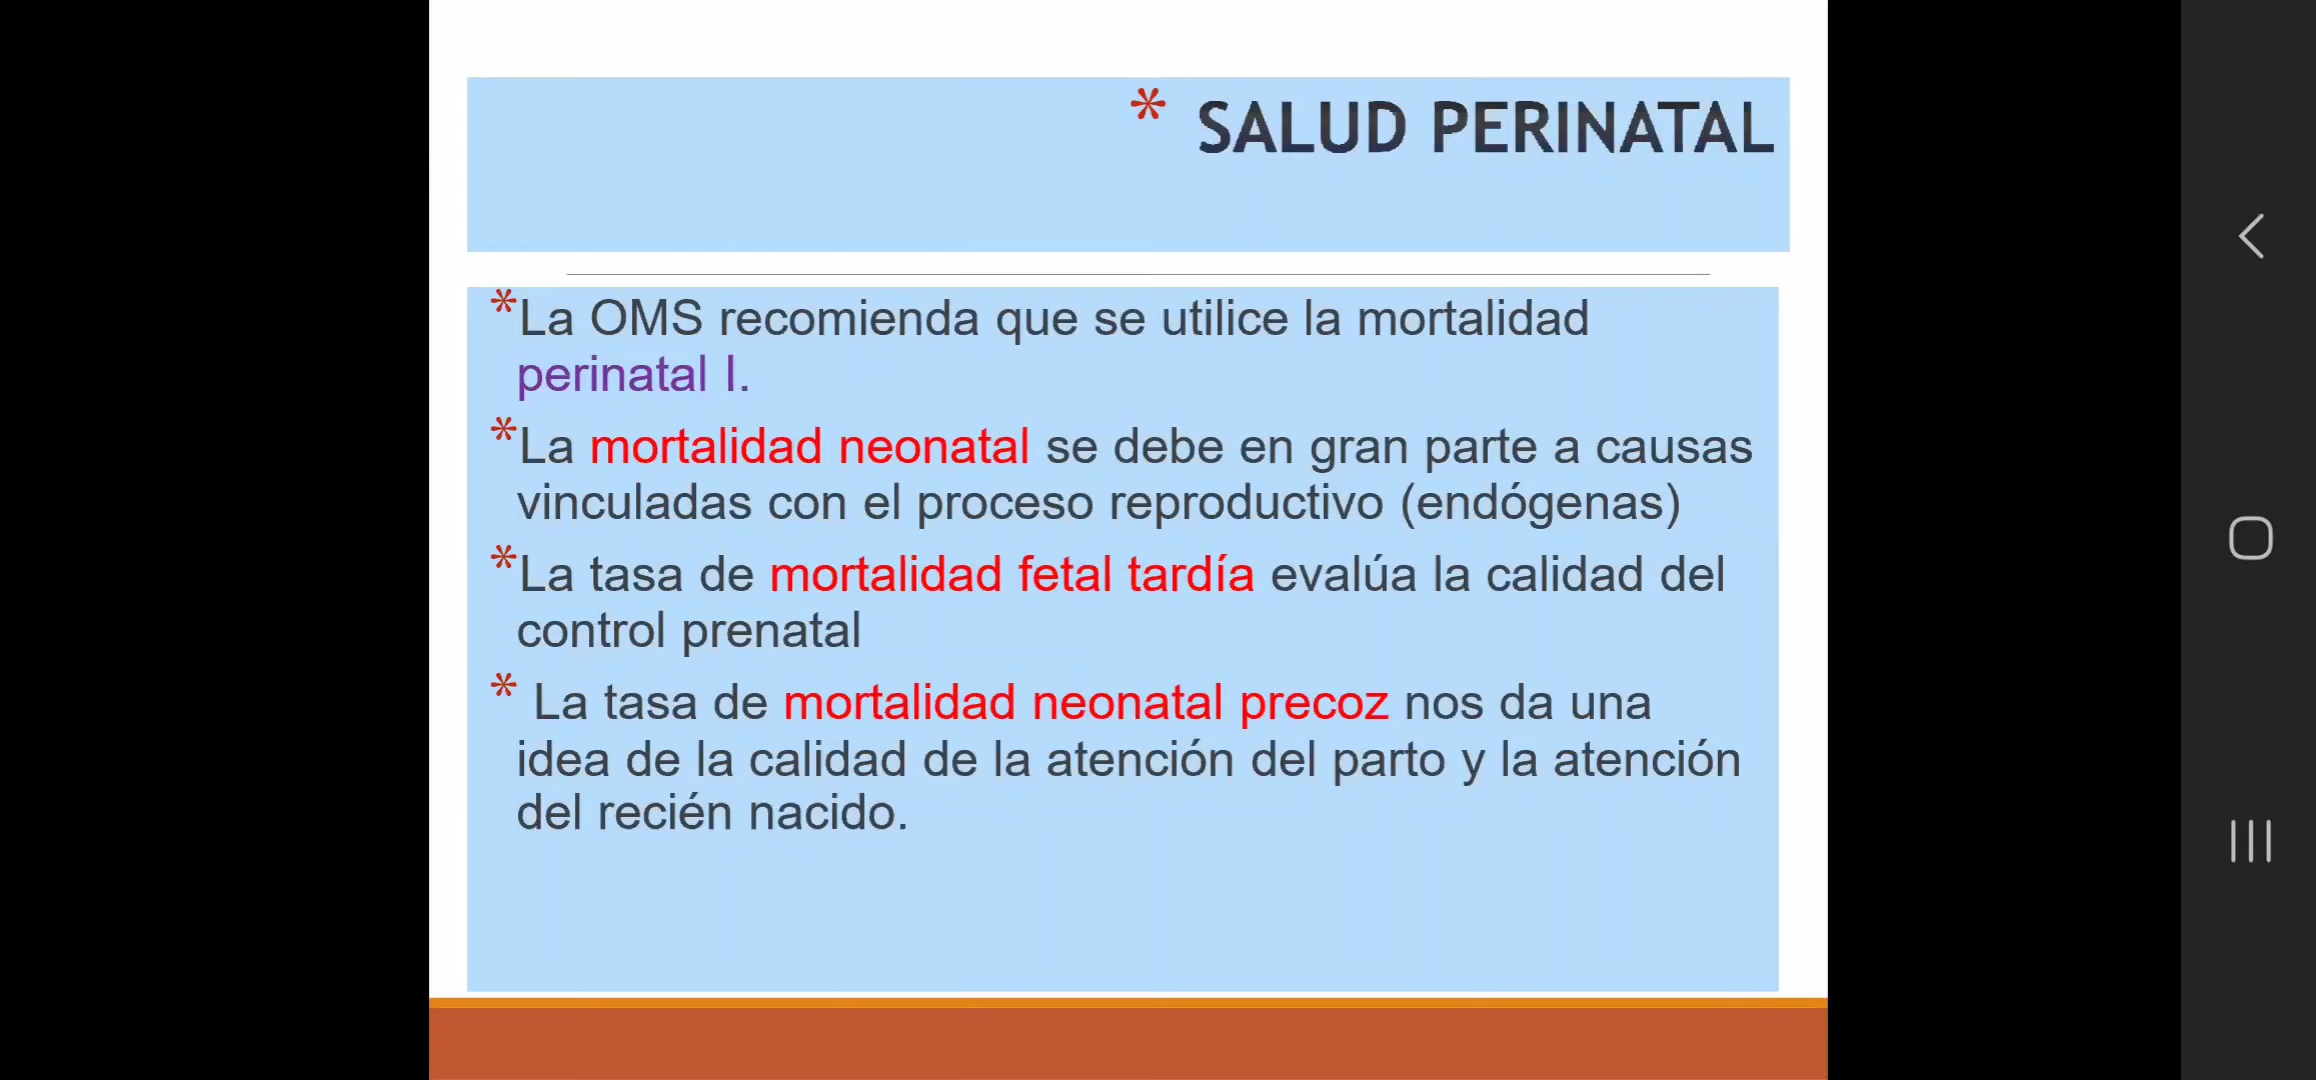 * SALUD PERINATAL
*La OMS recomienda que se utilice la mortalidad
perinatal I.
*La mortalidad neonatal se debe en gran parte a causas
vinculadas con el proceso reproductivo (endógenas)
*La tasa de mortalidad fetal tardía evalúa la calidad del
control prenatal
* La tasa de mortalidad neonatal precoz nos da una
idea de la calidad de la atención del parto y la atención
del recién nacido.